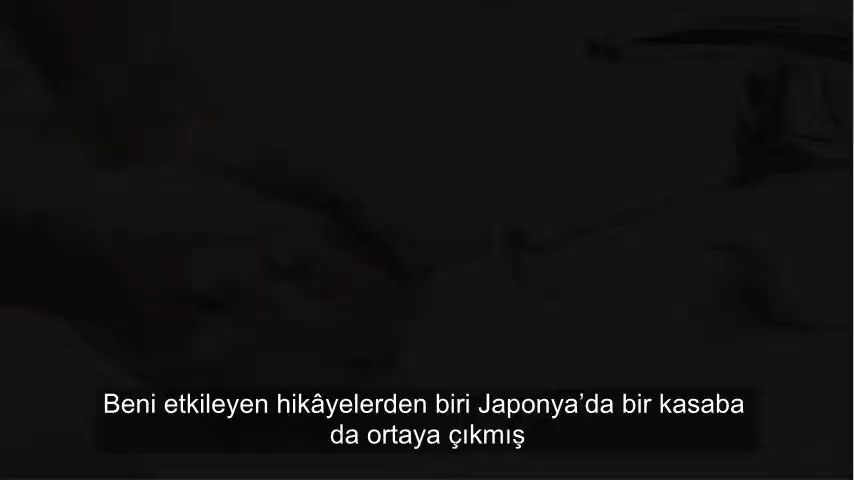 Beni etkileyen hikâyelerden biri Japonya’da bir kasaba
da ortaya çıkmış